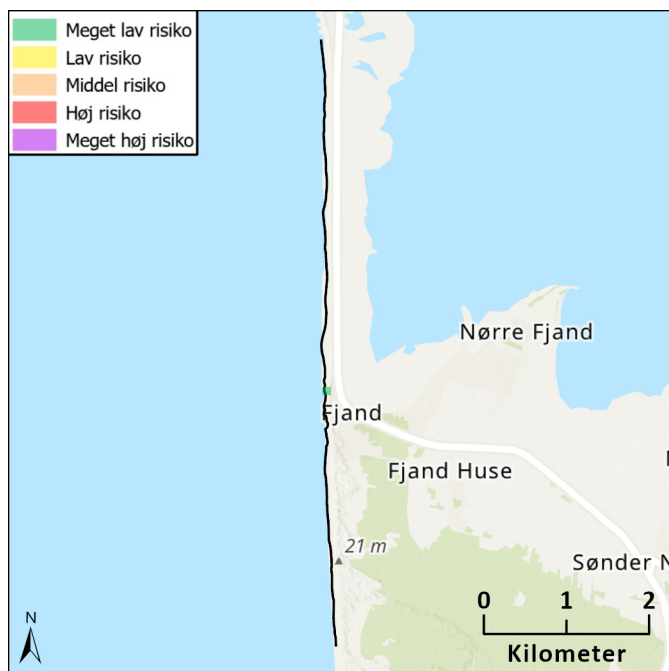 Meget lav risiko
Lav risiko
Middel risiko
Høj risiko
Meget høj risiko
Nørre Fjand
Fjand
Fjand Huse
21 m
Sønder N
0 1 2
Kilometer
N